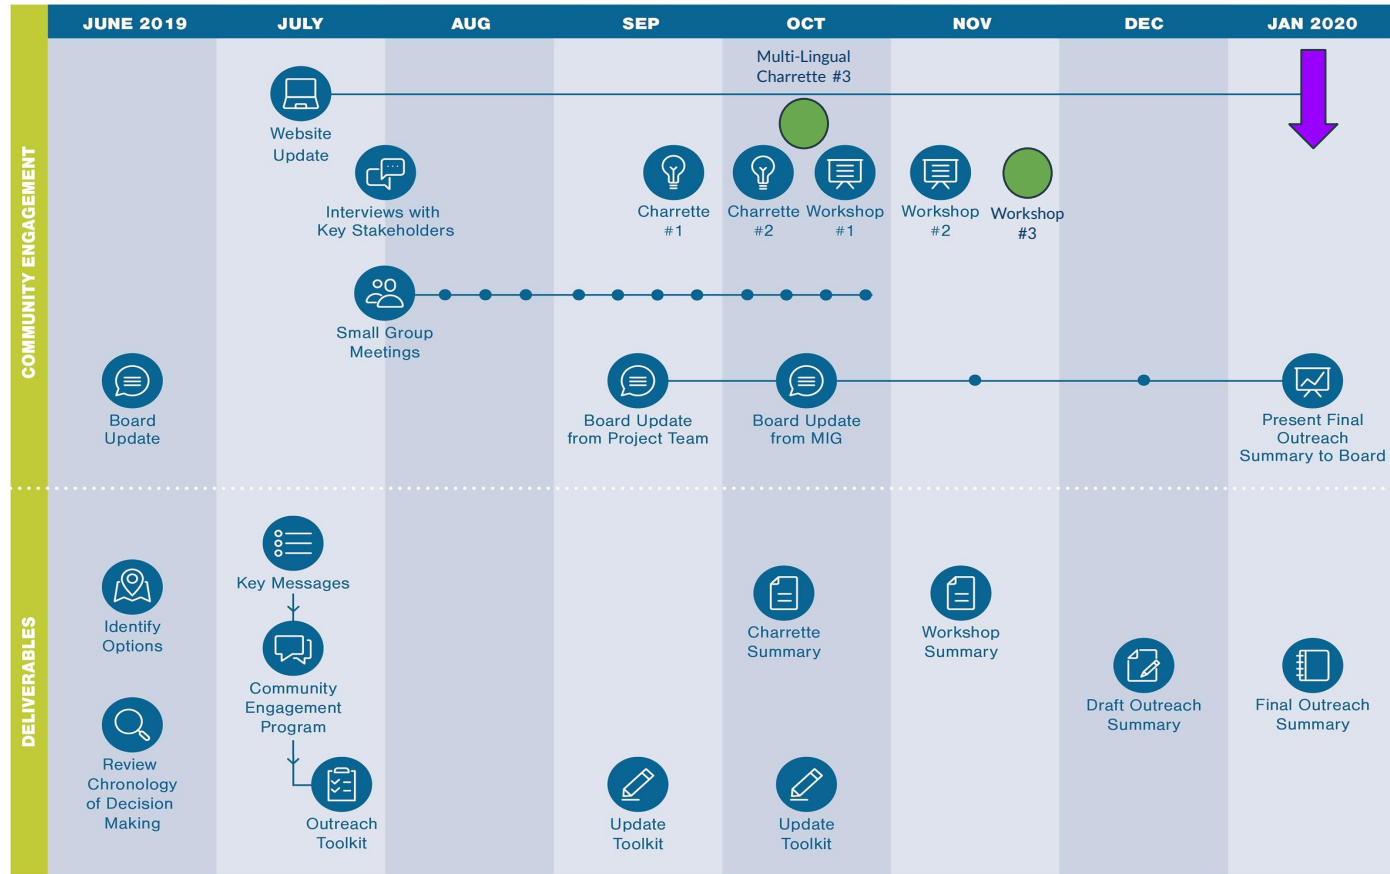 JUNE 2019
JULY
AUG
SEP
OCT
NOV
DEC
JAN 2020
COMMUNITY ENGAGEMENT
Multi-Lingual
Charrette #3
Website
Update
Interviews with
Key Stakeholders
Charrette
#1
Charrette
#2
Workshop
#1
Workshop
#2
Workshop
#3
Small Group
Meetings
Board
Update
Board Update
from Project Team
Board Update
from MIG
Present Final
Outreach
Summary to Board
DELIVERABLES
Key Messages
Identify
Options
Community
Engagement
Program
Charrette
Summary
Workshop
Summary
Draft Outreach
Summary
Final Outreach
Summary
Review
Chronology
of Decision
Making
Outreach
Toolkit
Update
Toolkit
Update
Toolkit